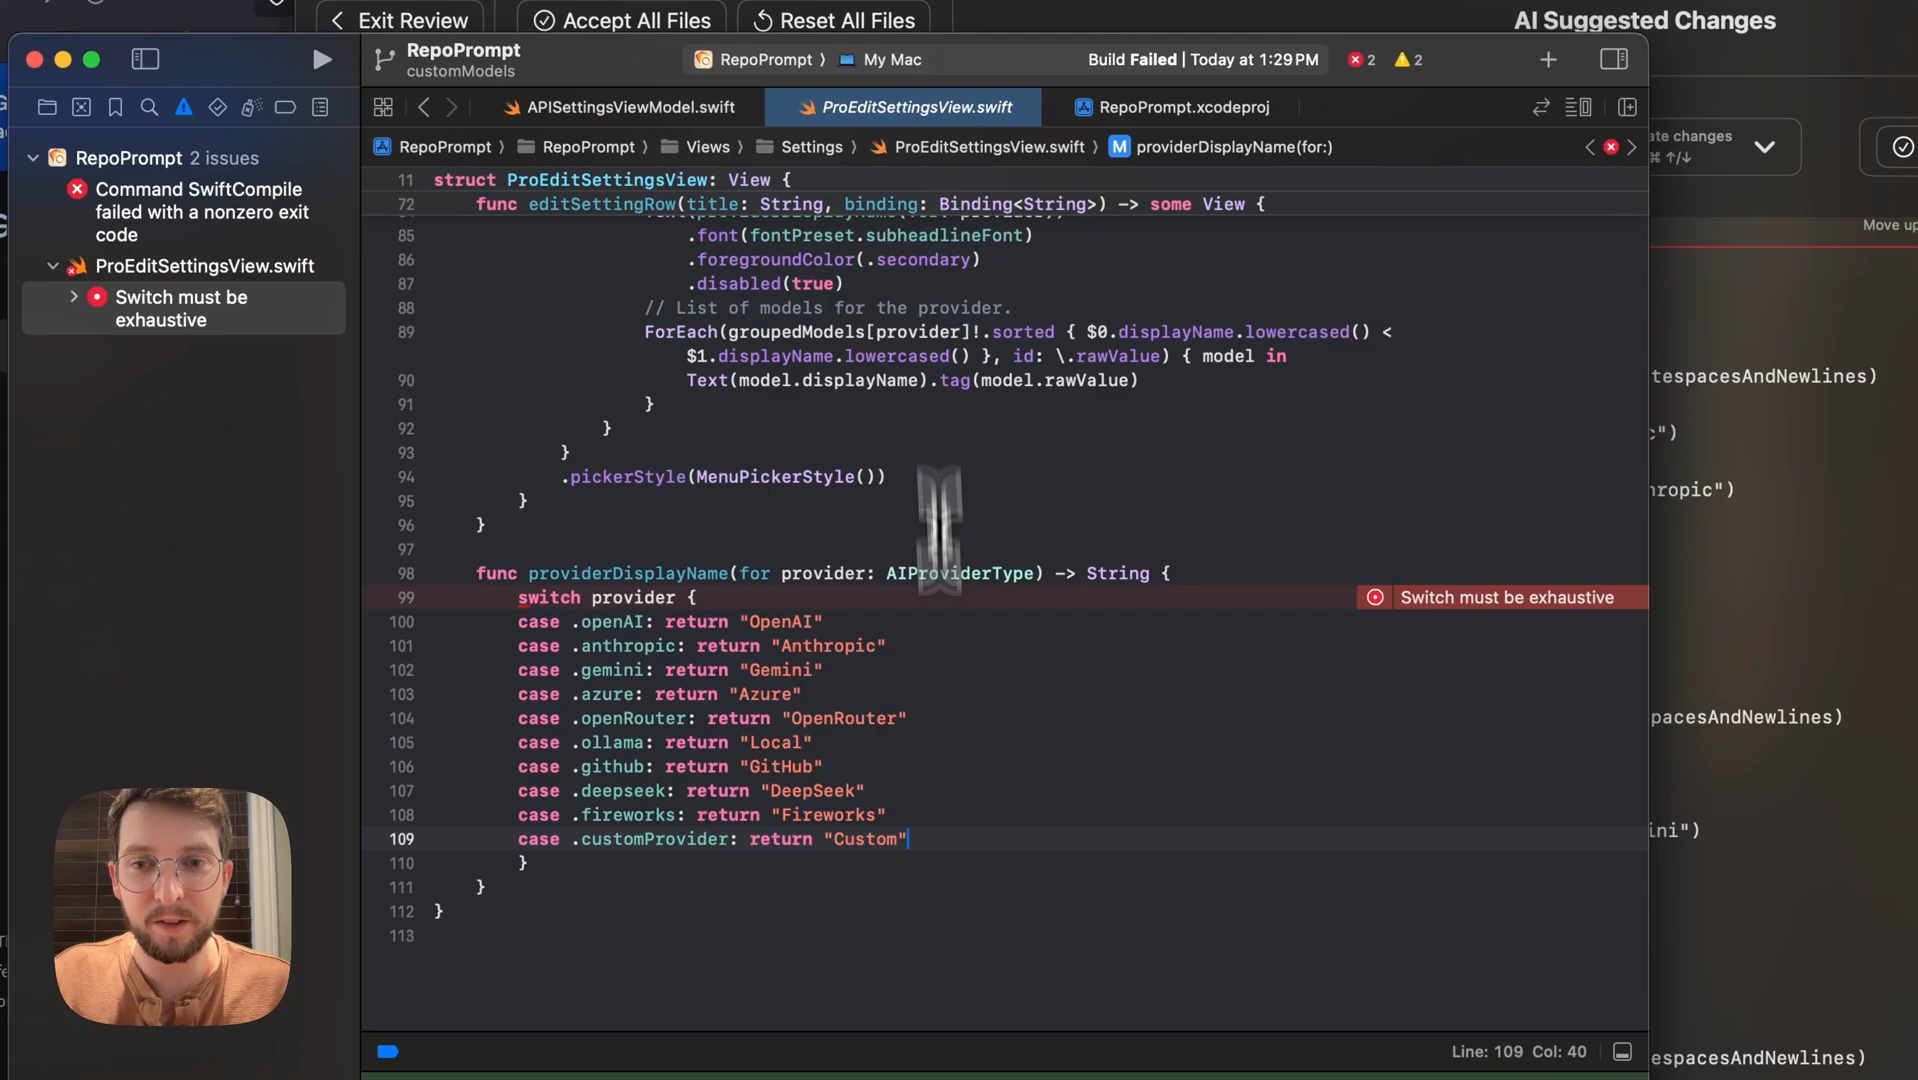 Exit Review
Accept All Files
Reset All Files
AI Suggested Changes
RepoPrompt
customModels
RepoPrompt
My Mac
Build Failed | Today at 1:29 PM
2
2
APISettingsViewModel.swift
ProEditSettingsView.swift
RepoPrompt.xcodeproj
RepoPrompt
RepoPrompt
Views
Settings
ProEditSettingsView.swift
M
providerDisplayName(for:)
RepoPrompt 2 issues
Command SwiftCompile
failed with a nonzero exit
code
ProEditSettingsView.swift
Switch must be
exhaustive
11 struct ProEditSettingsView: View {
72 func editSettingRow(title: String, binding: Binding<String>) -> some View {
85 .font(fontPreset.subheadlineFont)
86 .foregroundColor(.secondary)
87 .disabled(true)
88 // List of models for the provider.
89 ForEach(groupedModels[provider]!.sorted { $0.displayName.lowercased() <
$1.displayName.lowercased() }, id: \.rawValue) { model in
90 Text(model.displayName).tag(model.rawValue)
91 }
92 }
93 }
94 .pickerStyle(MenuPickerStyle())
95 }
96 }
97
98 func providerDisplayName(for provider: AIProviderType) -> String {
99 switch provider {
Switch must be exhaustive
100 case .openAI: return "OpenAI"
101 case .anthropic: return "Anthropic"
102 case .gemini: return "Gemini"
103 case .azure: return "Azure"
104 case .openRouter: return "OpenRouter"
105 case .ollama: return "Local"
106 case .github: return "GitHub"
107 case .deepseek: return "DeepSeek"
108 case .fireworks: return "Fireworks"
109 case .customProvider: return "Custom"
110 }
111 }
112 }
113
Line: 109 Col: 40
ate changes
⌘ ↑/↓
Move up
tespacesAndNewlines)
c")
hropic")
pacesAndNewlines)
ini")
espacesAndNewlines)